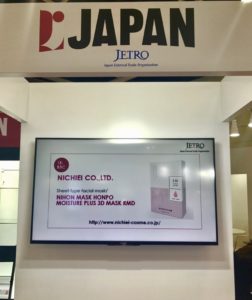 JAPAN
JETRO
Japan External Trade Organization
JETRO
NICHIEI CO.,LTD.
Sheet type facial mask/
NIHON MASK HONPO
MOISTURE PLUS 3D MASK RMD
http://www.nichiei-cosme.co.jp/